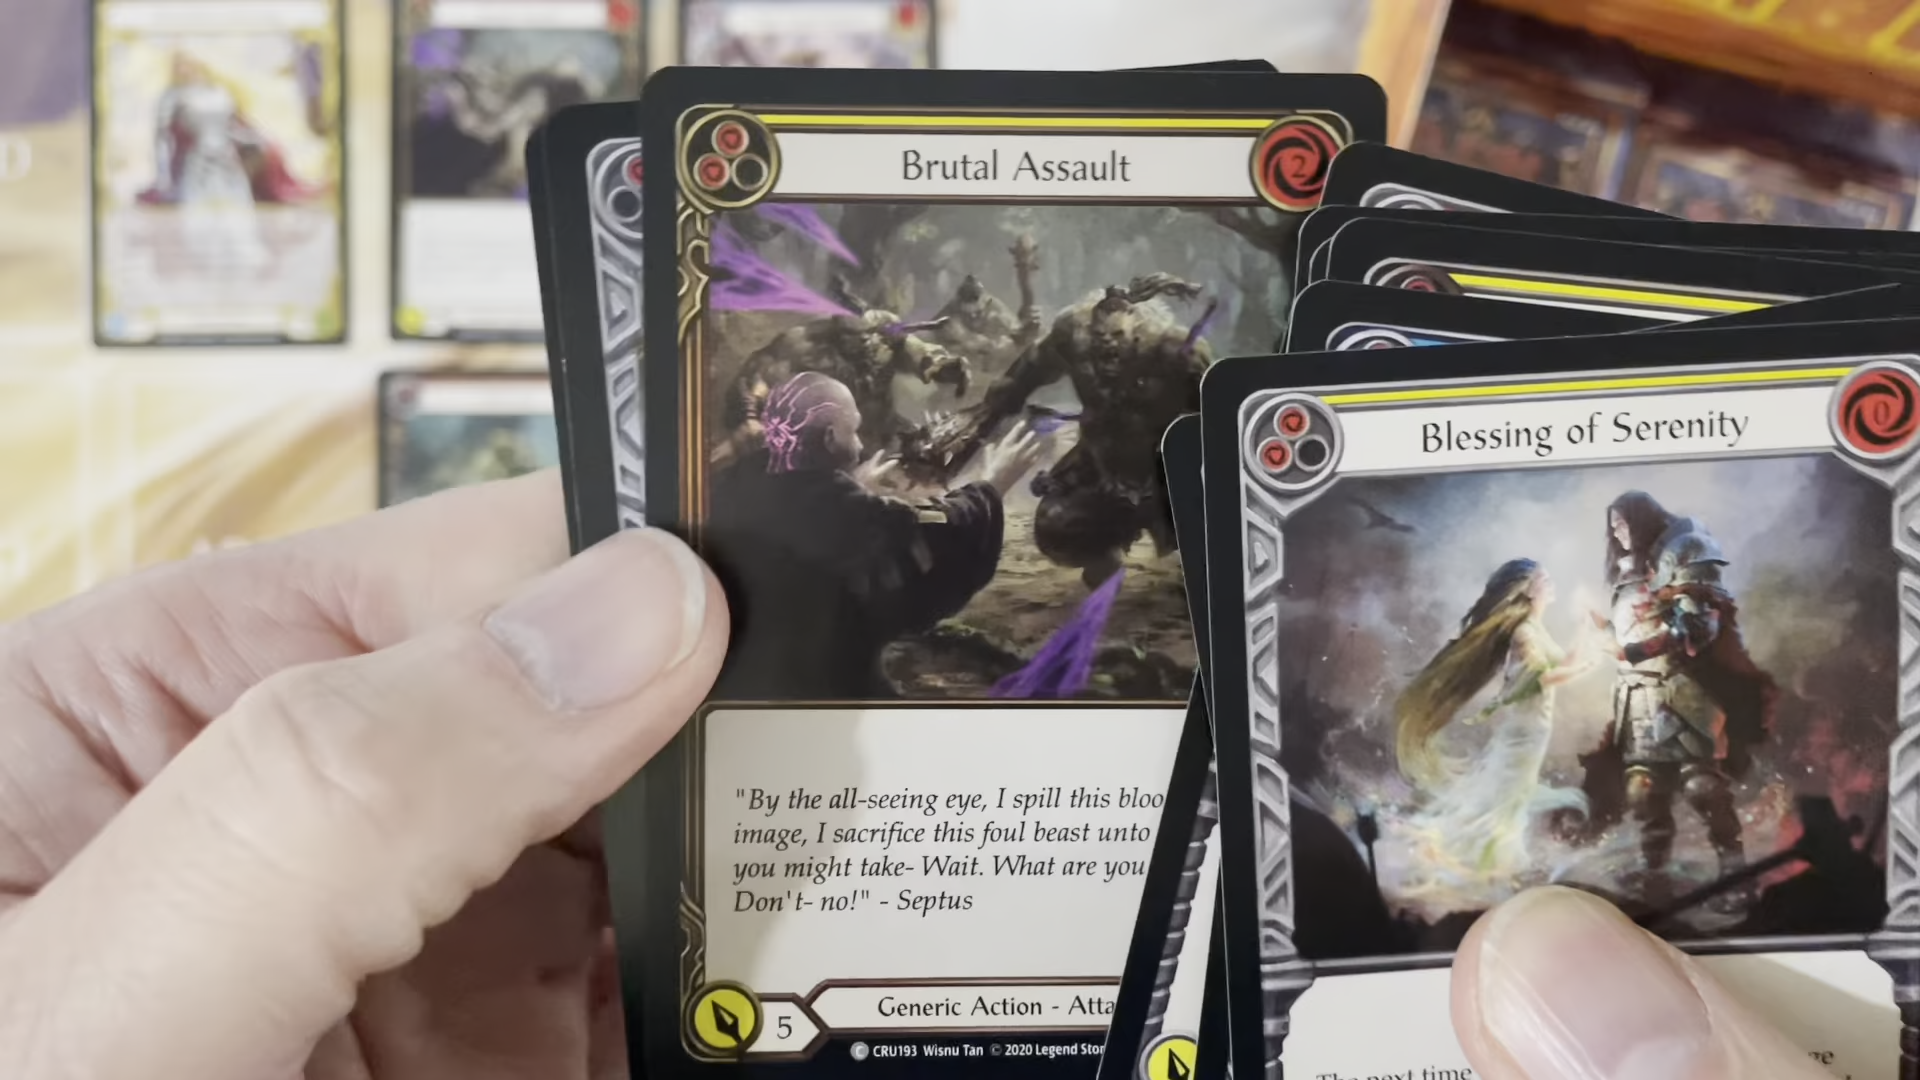 Brutal Assault
2
"By the all-seeing eye, I spill this bloo
image, I sacrifice this foul beast unto
you might take- Wait. What are you
Don't- no!" - Septus
5
Generic Action - Atta
C CRU193 Wisnu Tan © 2020 Legend Stor
Blessing of Serenity
0
The next time